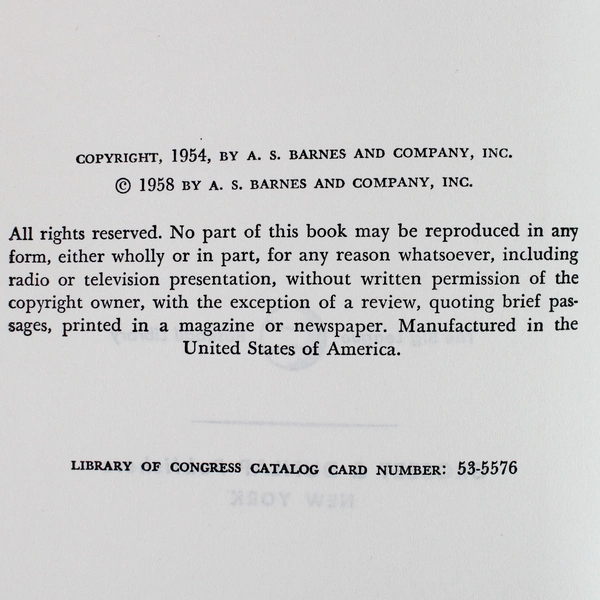 COPYRIGHT, 1954, BY A. S. BARNES AND COMPANY, INC.
© 1958 BY A. S. BARNES AND COMPANY, INC.
All rights reserved. No part of this book may be reproduced in any
form, either wholly or in part, for any reason whatsoever, including
radio or television presentation, without written permission of the
copyright owner, with the exception of a review, quoting brief pas-
sages, printed in a magazine or newspaper. Manufactured in the
United States of America.
LIBRARY OF CONGRESS CATALOG CARD NUMBER: 53-5576
NEW YORK